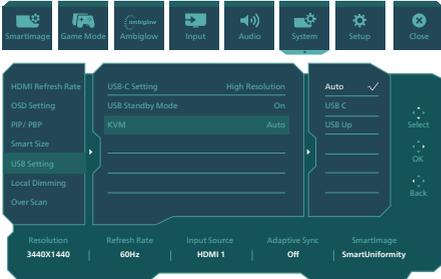 SmartImage
Game Mode
ambiglow
Ambiglow
Input
Audio
System
Setup
Close
HDMI Refresh Rate
OSD Setting
PIP/ PBP
Smart Size
USB Setting
Local Dimming
Over Scan
USB-C Setting High Resolution
USB Standby Mode On
KVM Auto
Auto
USB C
USB Up
Select
OK
Back
Resolution Refresh Rate Input Source Adaptive Sync SmartImage
3440X1440 60Hz HDMI 1 Off SmartUniformity